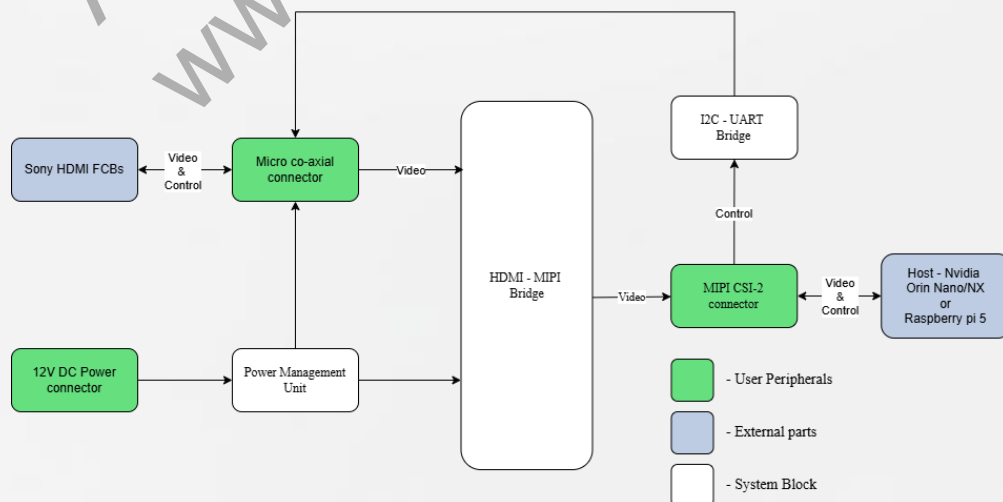 I2C - UART
Bridge
Sony HDMI FCBs
Video
&
Control
Micro co-axial
connector
Video
Control
HDMI - MIPI
Bridge
Video
MIPI CSI-2
connector
Video
&
Control
Host - Nvidia
Orin Nano/NX
or
Raspberry pi 5
12V DC Power
connector
Power Management
Unit
- User Peripherals
- External parts
- System Block